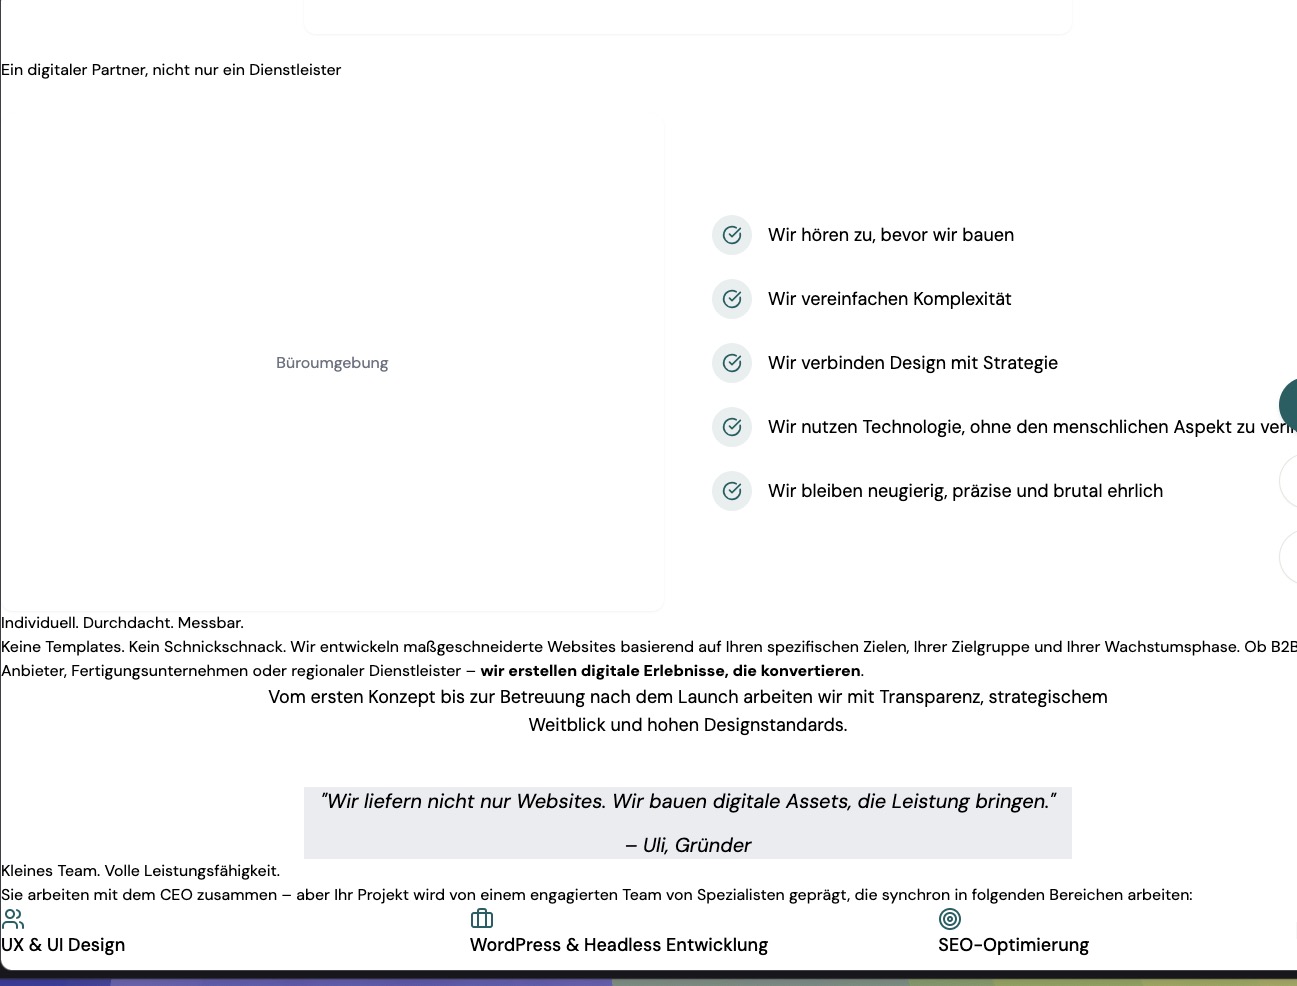 Ein digitaler Partner, nicht nur ein Dienstleister
Büroumgebung
Wir hören zu, bevor wir bauen
Wir vereinfachen Komplexität
Wir verbinden Design mit Strategie
Wir nutzen Technologie, ohne den menschlichen Aspekt zu
Wir bleiben neugierig, präzise und brutal ehrlich
Individuell. Durchdacht. Messbar.
Keine Templates. Kein Schnickschnack. Wir entwickeln maßgeschneiderte Websites basierend auf Ihren spezifischen Zielen, Ihrer Zielgruppe und Ihrer Wachstumsphase. Ob B2B
Anbieter, Fertigungsunternehmen oder regionaler Dienstleister – wir erstellen digitale Erlebnisse, die konvertieren.
Vom ersten Konzept bis zur Betreuung nach dem Launch arbeiten wir mit Transparenz, strategischem
Weitblick und hohen Designstandards.
"Wir liefern nicht nur Websites. Wir bauen digitale Assets, die Leistung bringen."
– Uli, Gründer
Kleines Team. Volle Leistungsfähigkeit.
Sie arbeiten mit dem CEO zusammen – aber Ihr Projekt wird von einem engagierten Team von Spezialisten geprägt, die synchron in folgenden Bereichen arbeiten:
UX & UI Design
WordPress & Headless Entwicklung
SEO-Optimierung